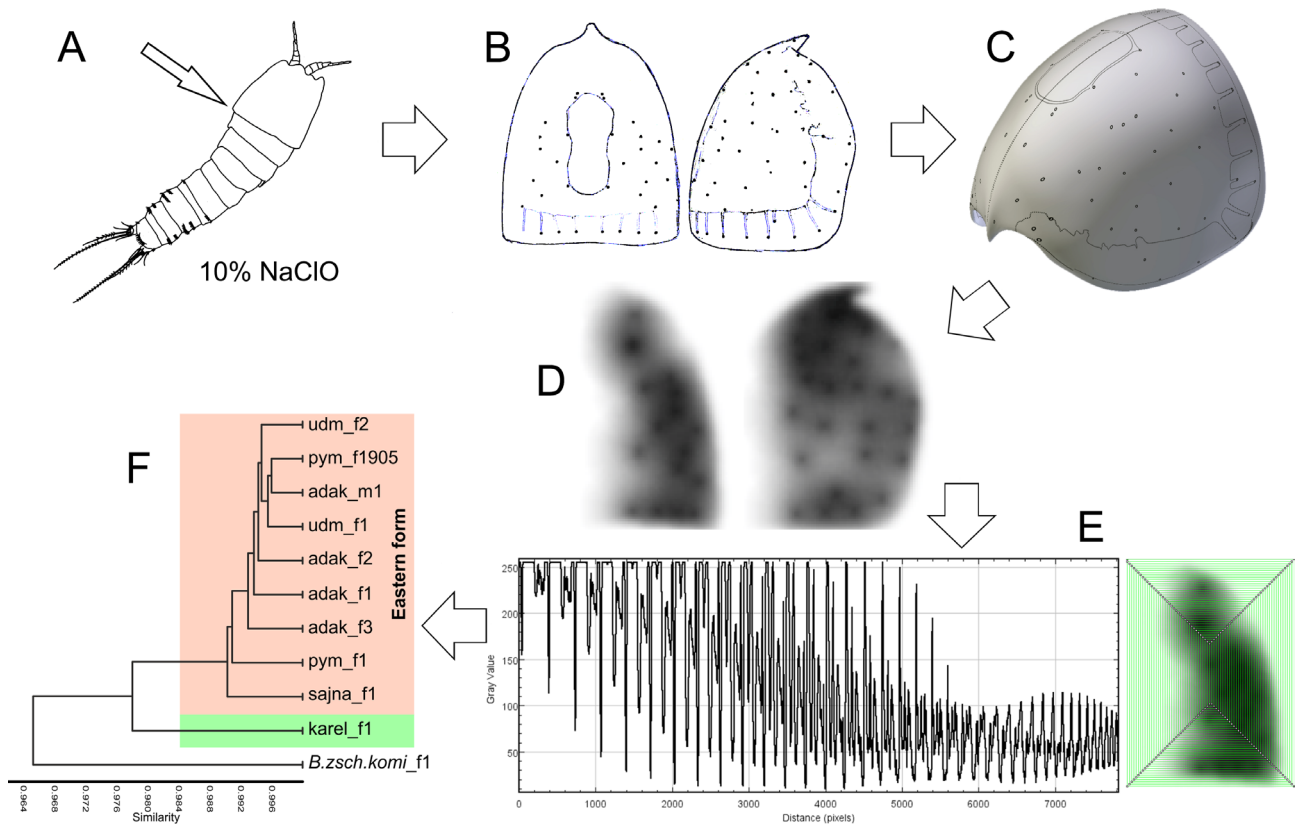 A
B
C
10% NaClO
D
F
E
udm_f2
pym_f1905
adak_m1
udm_f1
adak_f2
adak_f1
adak_f3
pym_f1
sajna_f1
karel_f1
B.zsch.komi_f1
Eastern form
0.964 0.968 0.972 0.976 0.980 0.984 0.988 0.992 0.996
Similarity
250
200
150
100
50
Gray Value
0 1000 2000 3000 4000 5000 6000 7000
Distance (pixels)